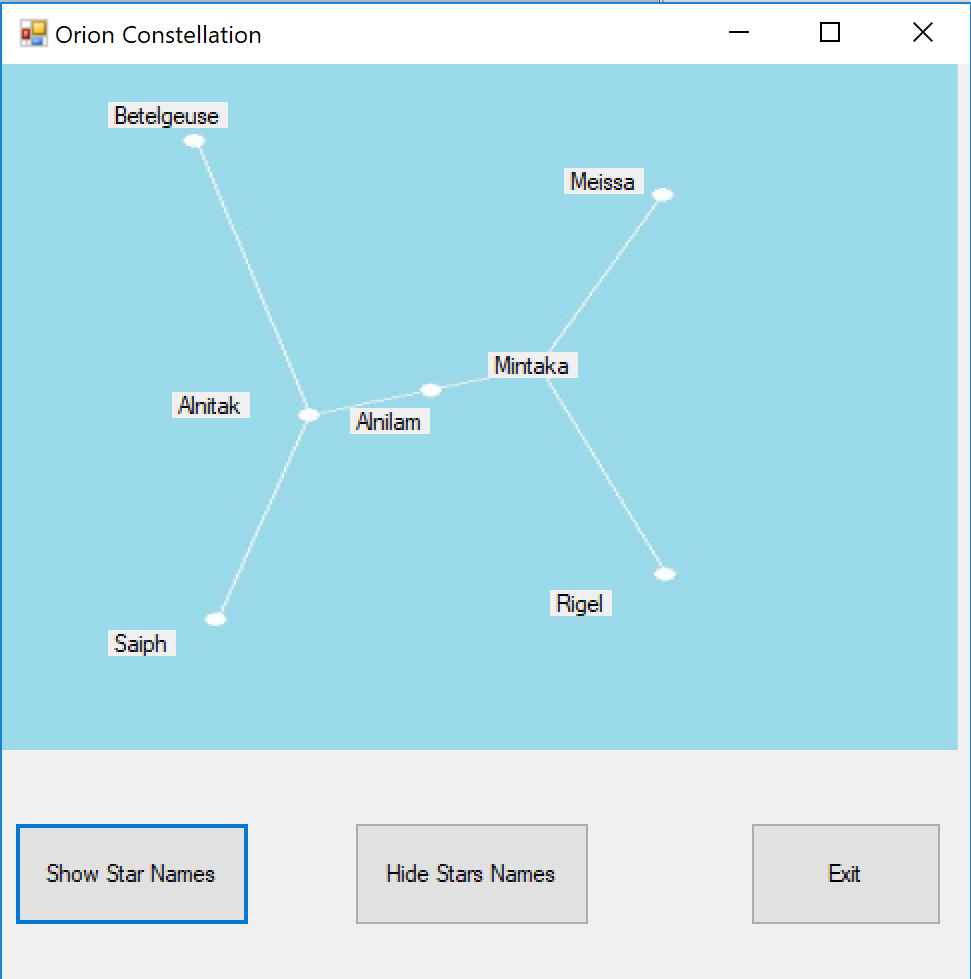 Orion Constellation
Betelgeuse
Meissa
Mintaka
Alnitak
Alnilam
Rigel
Saiph
Show Star Names
Hide Stars Names
Exit